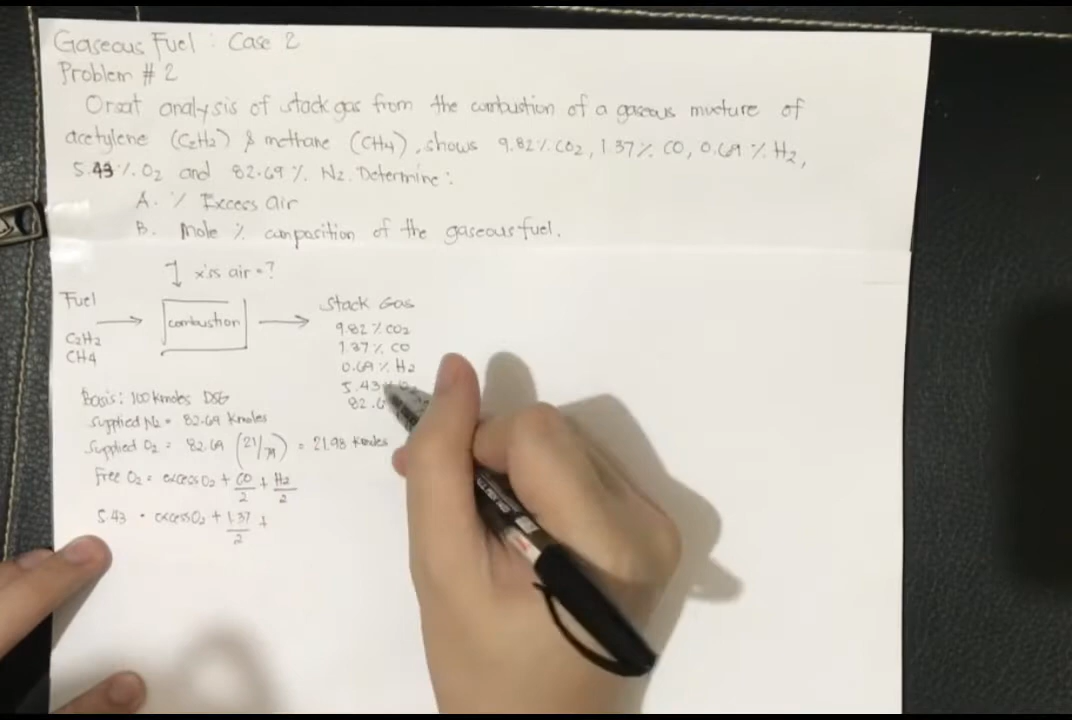 Gaseous Fuel : Case 2
Problem # 2
Orsat analysis of stack gas from the combustion of a gaseous mixture of
acetylene (C2H2) & methane (CH4), shows 9.82% CO2, 1.37% CO, 0.69% H2,
5.43% O2 and 82.69% N2. Determine:
A. % Excess air
B. Mole % composition of the gaseous fuel.
x's air = ?
Fuel
C2H2
CH4
combustion
Stack Gas
9.82% CO2
1.37% CO
0.69% H2
5.43% O2
82.6
Basis: 100 kmoles DSG
Supplied N2 = 82.69 Kmoles
Supplied O2 = 82.69 (21/79) = 21.98 Kmoles
Free O2 = excess O2 + CO/2 + H2/2
5.43 = excess O2 + 1.37/2 +